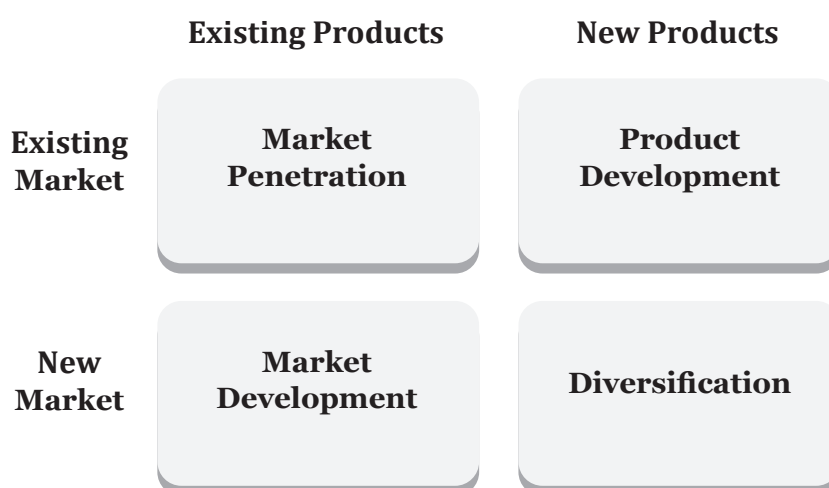 Existing Products
New Products
Existing
Market
Market
Penetration
Product
Development
New
Market
Market
Development
Diversification